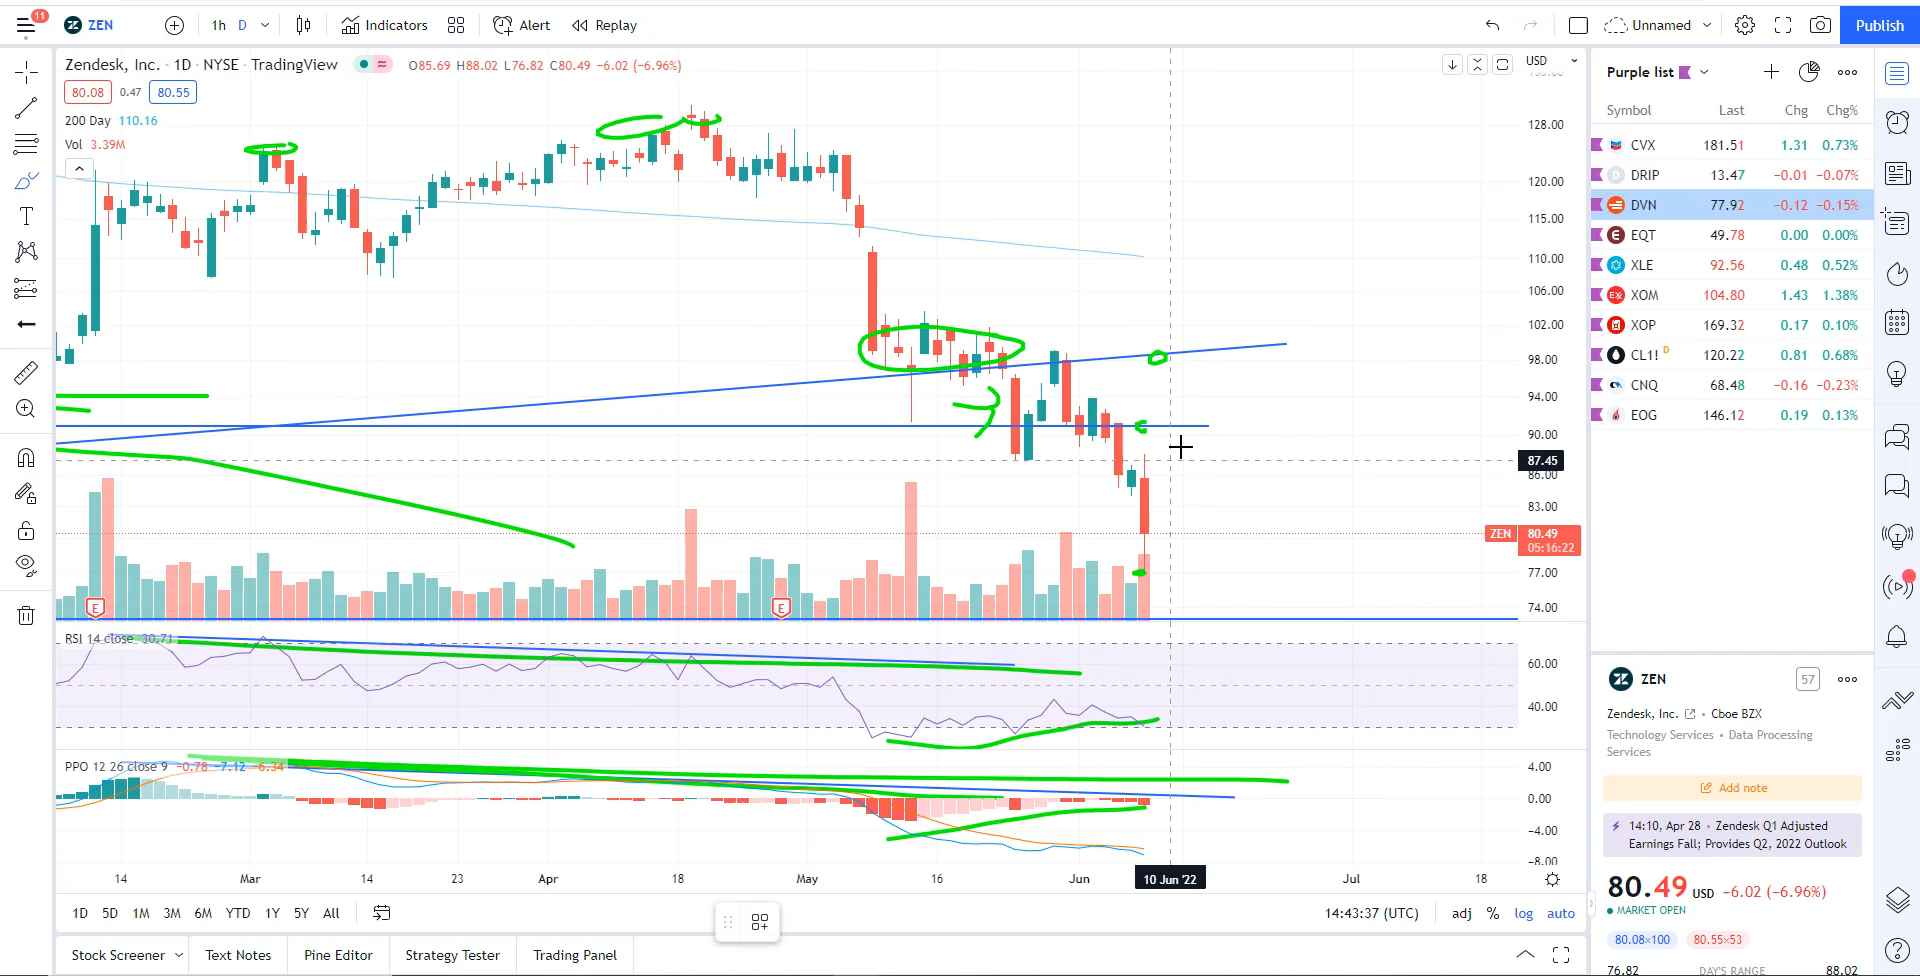 11
ZEN
1h D
Indicators
Alert
Replay
Unnamed
Publish
Zendesk, Inc. · 1D · NYSE · TradingView
O85.69 H88.02 L76.82 C80.49 −6.02 (−6.96%)
80.08 0.47 80.55
200 Day 110.16
Vol 3.39M
USD
128.00
120.00
115.00
110.00
106.00
102.00
98.00
94.00
90.00
87.45
86.00
83.00
ZEN 80.49
05:16:22
77.00
74.00
E
E
RSI 14 close 30.71
60.00
40.00
PPO 12 26 close 9 −0.78 −7.12 −6.34
4.00
0.00
−4.00
−8.00
14 Mar 14 23 Apr 18 May 16 Jun 10 Jun '22 Jul 18
1D 5D 1M 3M 6M YTD 1Y 5Y All
14:43:37 (UTC) adj % log auto
Stock Screener Text Notes Pine Editor Strategy Tester Trading Panel
Purple list
Symbol Last Chg Chg%
CVX 181.51 1.31 0.73%
DRIP 13.47 −0.01 −0.07%
DVN 77.92 −0.12 −0.15%
EQT 49.78 0.00 0.00%
XLE 92.56 0.48 0.52%
XOM 104.80 1.43 1.38%
XOP 169.32 0.17 0.10%
CL1! D 120.22 0.81 0.68%
CNQ 68.48 −0.16 −0.23%
EOG 146.12 0.19 0.13%
ZEN 57
Zendesk, Inc. • Cboe BZX
Technology Services • Data Processing
Services
Add note
14:10, Apr 28 • Zendesk Q1 Adjusted
Earnings Fall; Provides Q2, 2022 Outlook
80.49 USD −6.02 (−6.96%)
MARKET OPEN
80.08×100 80.55×53
76.82 DAY'S RANGE 88.02